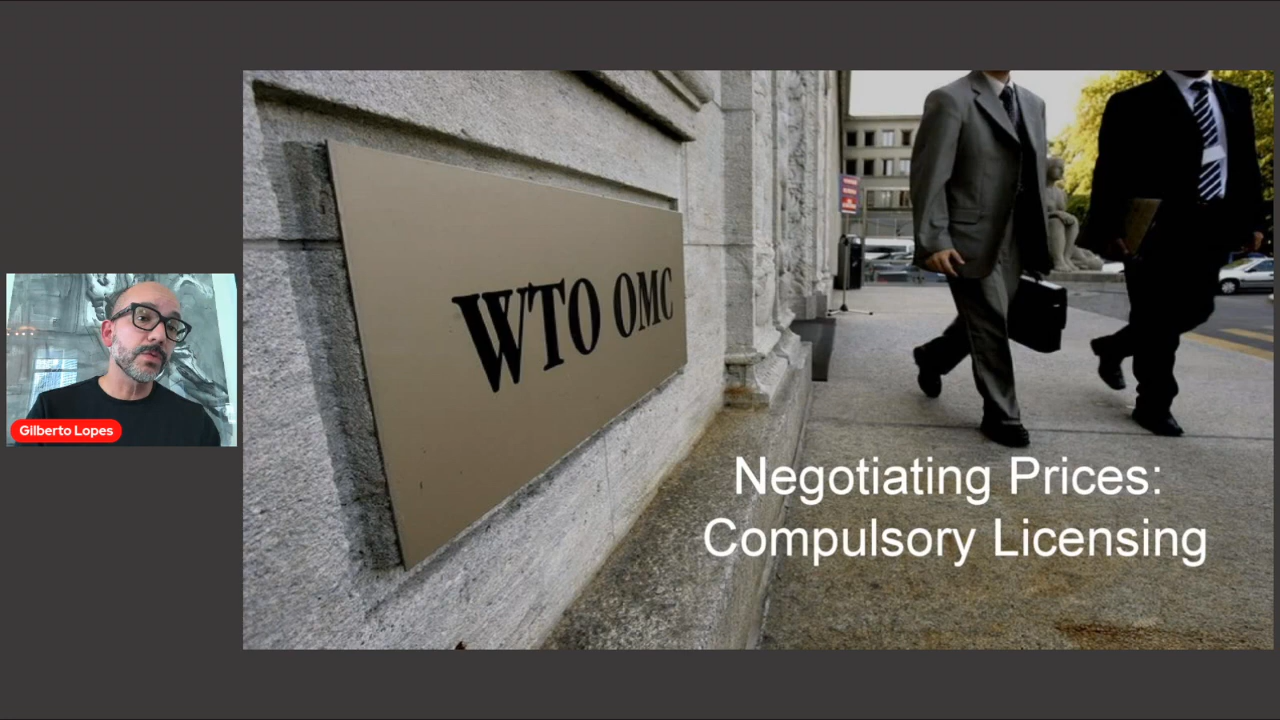 Gilberto Lopes
WTO OMC
Negotiating Prices:
Compulsory Licensing